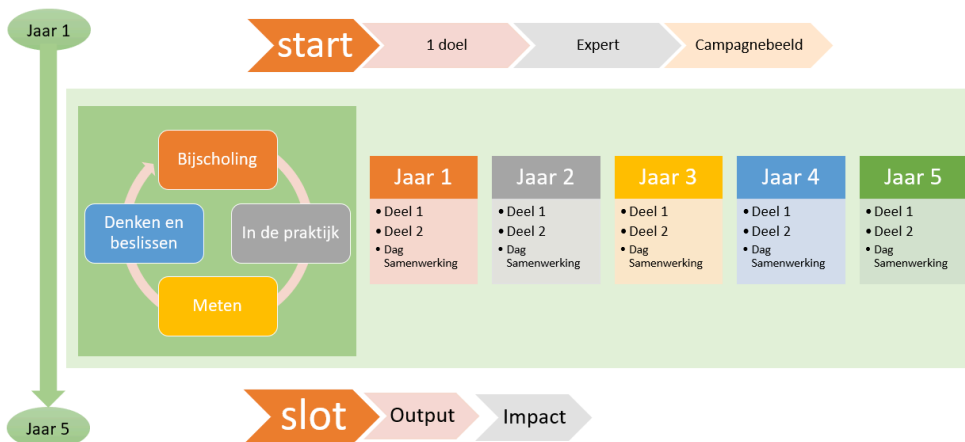 Jaar 1
start
1 doel
Expert
Campagnebeeld
Bijscholing
In de praktijk
Meten
Denken en
beslissen
Jaar 1
• Deel 1
• Deel 2
• Dag
Samenwerking
Jaar 2
• Deel 1
• Deel 2
• Dag
Samenwerking
Jaar 3
• Deel 1
• Deel 2
• Dag
Samenwerking
Jaar 4
• Deel 1
• Deel 2
• Dag
Samenwerking
Jaar 5
• Deel 1
• Deel 2
• Dag
Samenwerking
Jaar 5
slot
Output
Impact